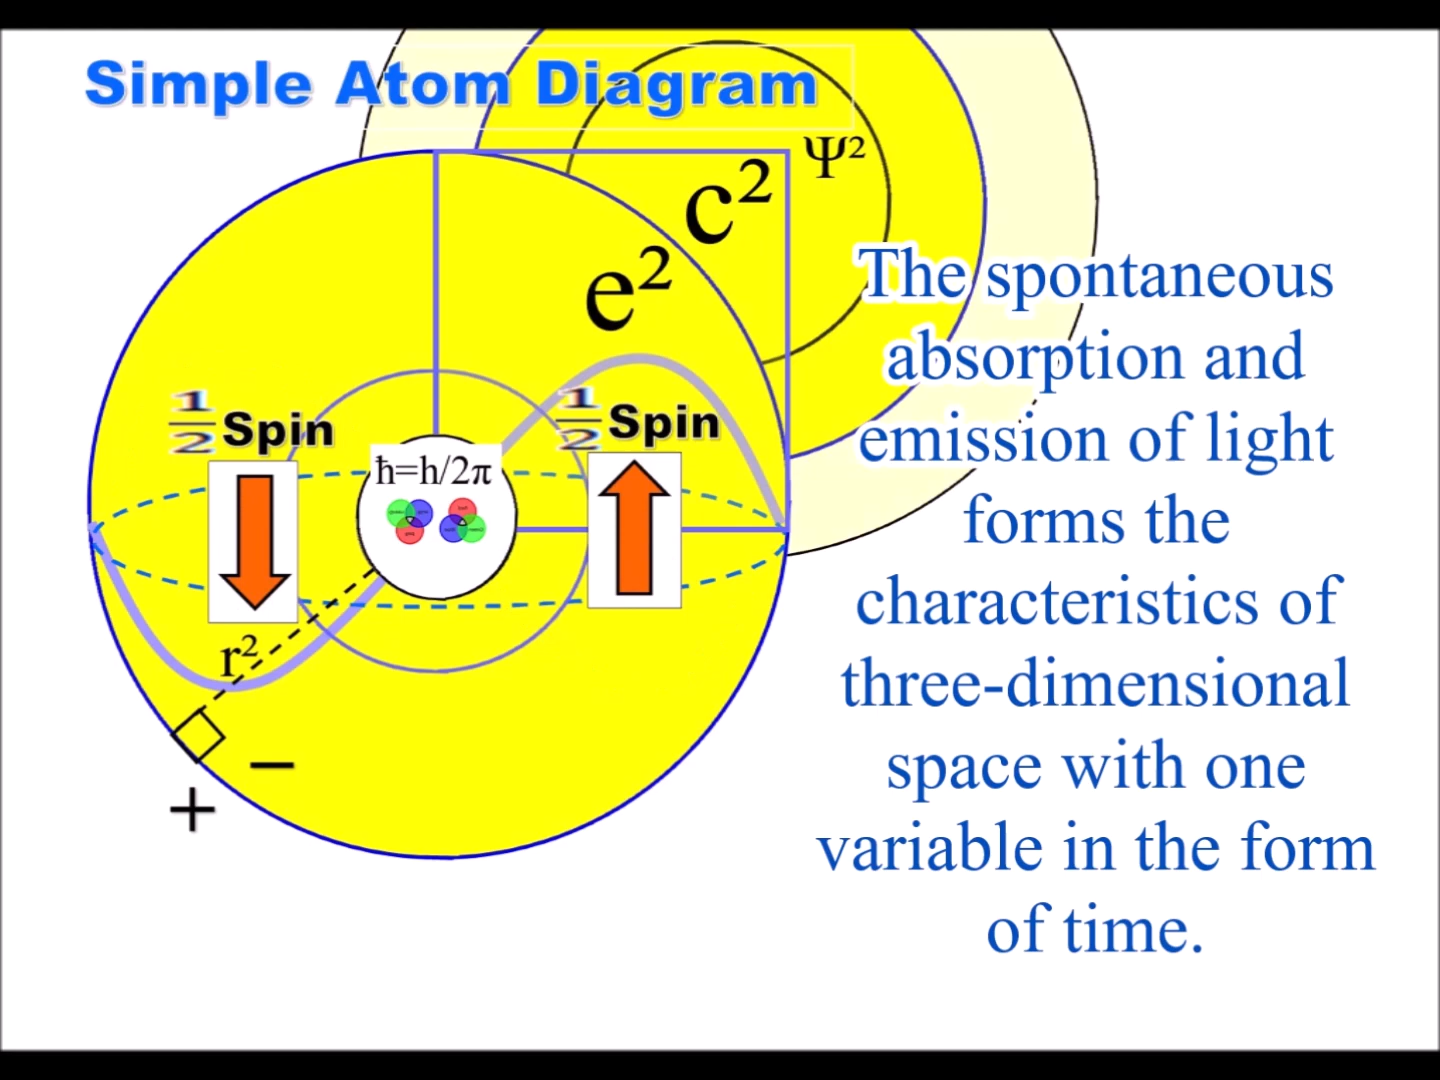 Simple Atom Diagram
Ψ²
c²
e²
½ Spin
½ Spin
ħ=h/2π
r²
−
+
The spontaneous
absorption and
emission of light
forms the
characteristics of
three-dimensional
space with one
variable in the form
of time.